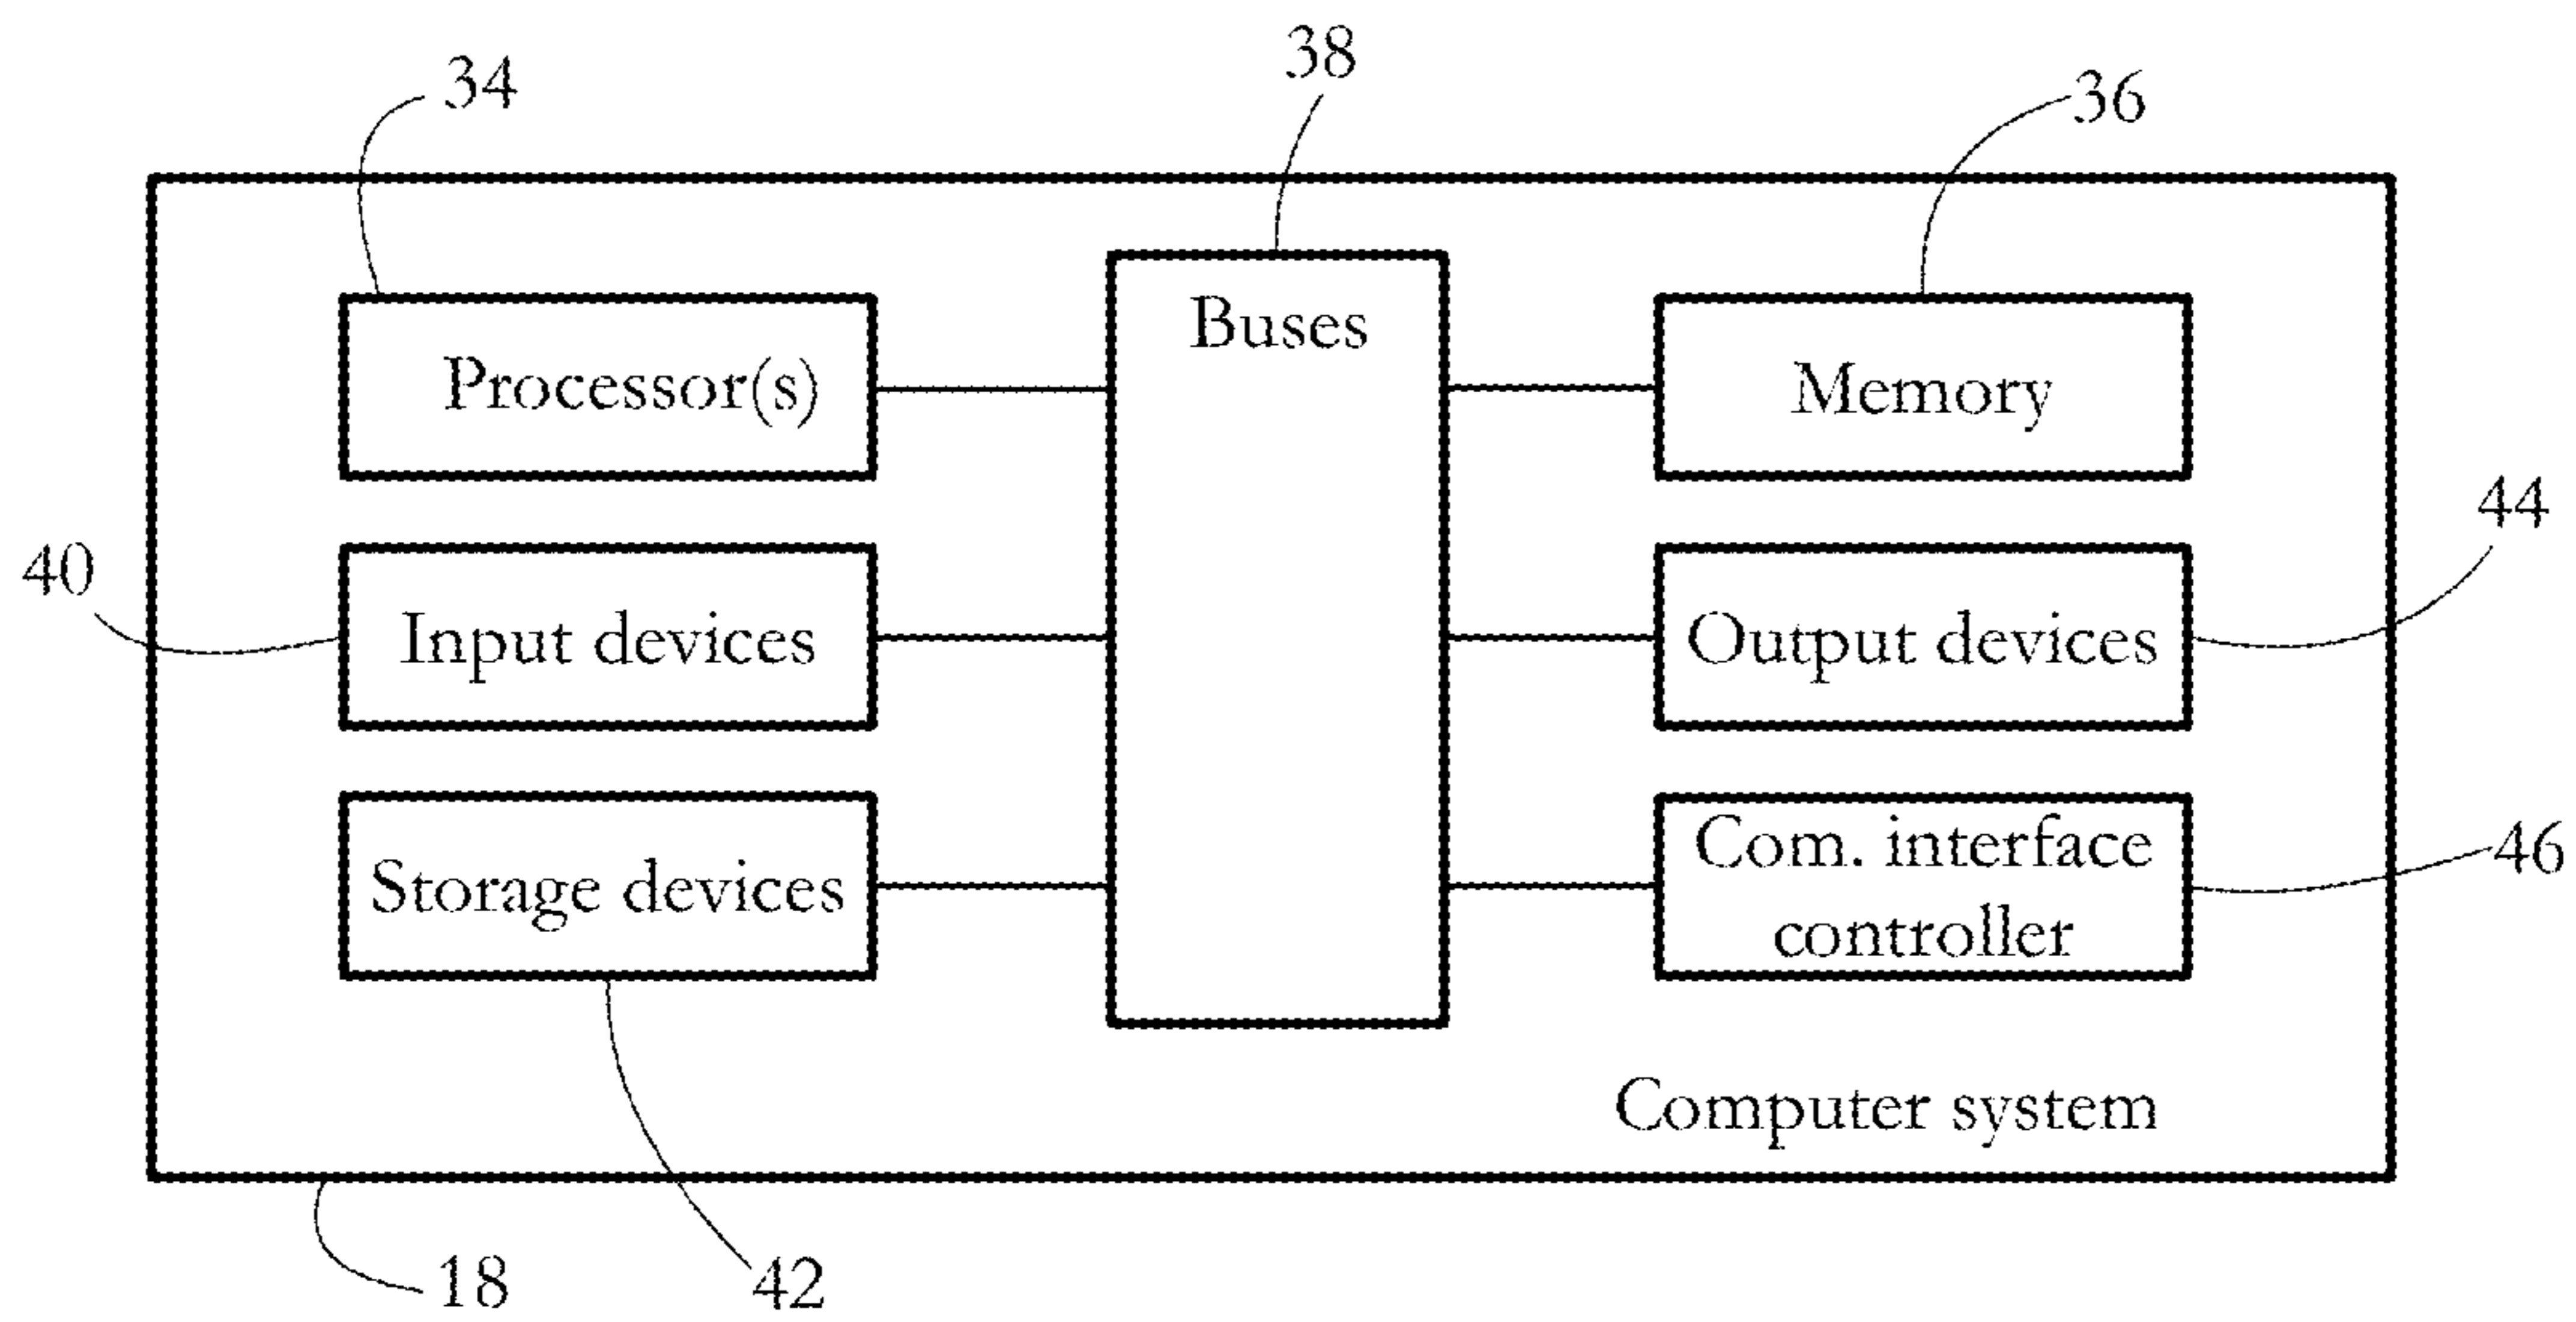 38
34
36
Buses
Processor(s)
Memory
44
40
Input devices
Output devices
Com. interface
controller
46
Storage devices
Computer system
18
42